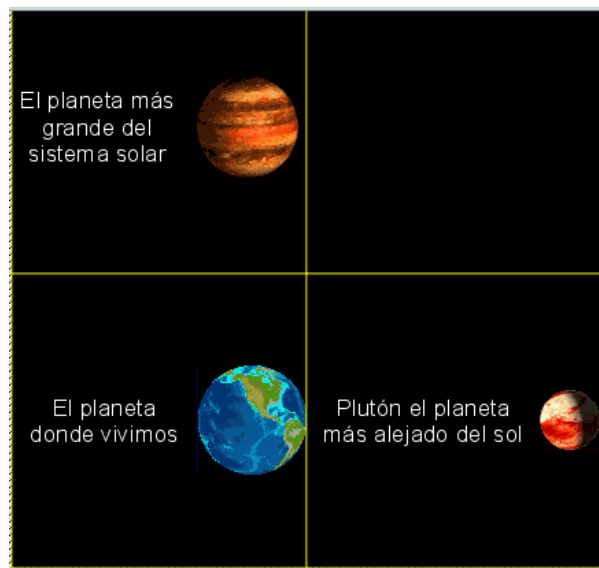 El planeta más
grande del
sistema solar
El planeta
donde vivimos
Plutón el planeta
más alejado del sol